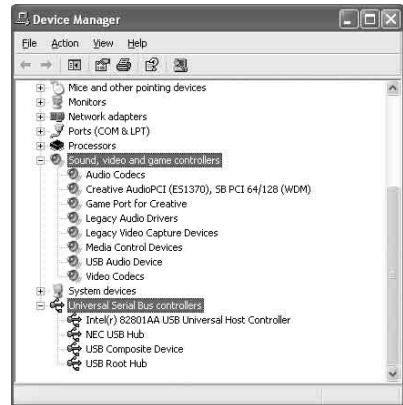 Device Manager
File Action View Help
Mice and other pointing devices
Monitors
Network adapters
Ports (COM & LPT)
Processors
Sound, video and game controllers
Audio Codecs
Creative AudioPCI (ES1370), SB PCI 64/128 (WDM)
Game Port for Creative
Legacy Audio Drivers
Legacy Video Capture Devices
Media Control Devices
USB Audio Device
Video Codecs
System devices
Universal Serial Bus controllers
Intel(r) 82801AA USB Universal Host Controller
NEC USB Hub
USB Composite Device
USB Root Hub